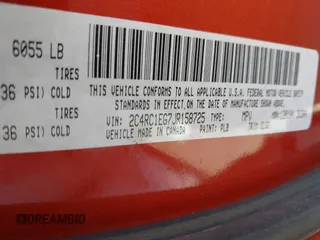 6055 LB
TIRES
36 PSI) COLD
TIRES
36 PSI) COLD
THIS VEHICLE CONFORMS TO ALL U.S.A. FEDERAL MOTOR VEHICLE SAFETY
STANDARDS IN EFFECT ON THE DATE OF MANUFACTURE SHOWN ABOVE.
VIN: 2C4RC1EG7JR158725 TYPE: MPV
MADE IN CANADA PAINT: PLB TRIM:
© DREAMBID